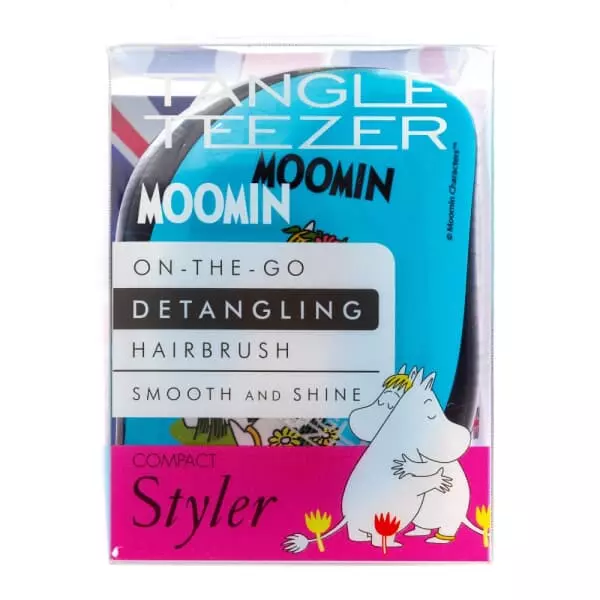 TANGLE
TEEZER
MOOMIN
MOOMIN
© Moomin Characters™
ON-THE-GO
DETANGLING
HAIRBRUSH
SMOOTH AND SHINE
COMPACT
Styler